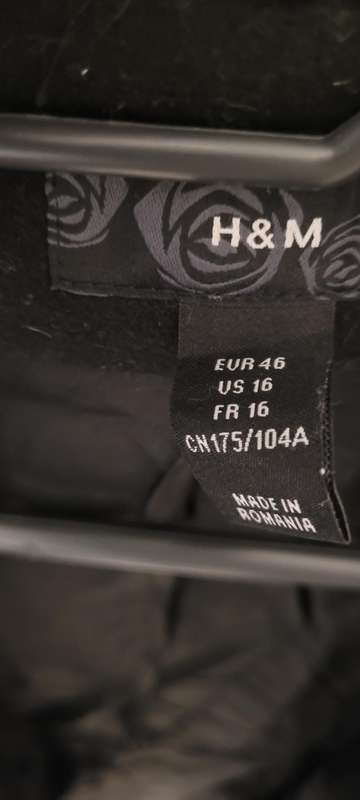 H&M
EUR 46
US 16
FR 16
CN175/104A
MADE IN
ROMANIA